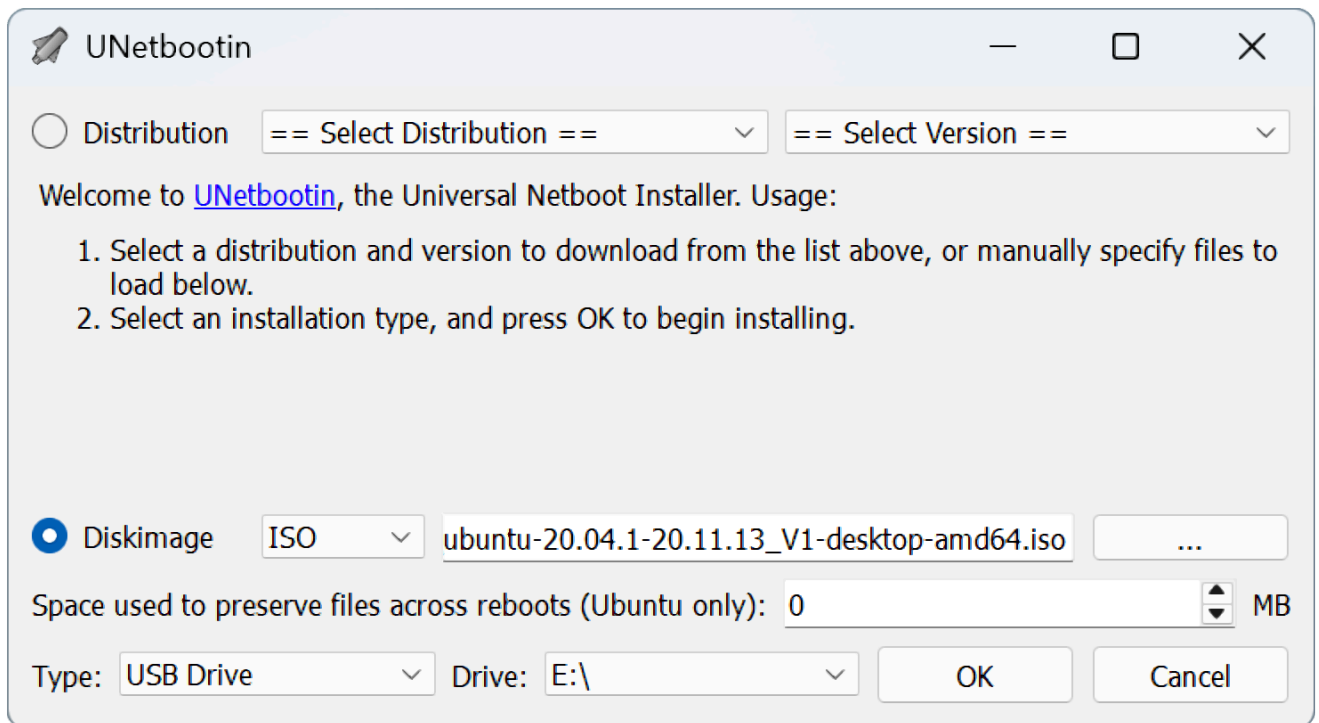 UNetbootin
Distribution == Select Distribution == == Select Version ==
Welcome to UNetbootin, the Universal Netboot Installer. Usage:
1. Select a distribution and version to download from the list above, or manually specify files to
load below.
2. Select an installation type, and press OK to begin installing.
Diskimage ISO ubuntu-20.04.1-20.11.13_V1-desktop-amd64.iso ...
Space used to preserve files across reboots (Ubuntu only): 0 MB
Type: USB Drive Drive: E:\ OK Cancel